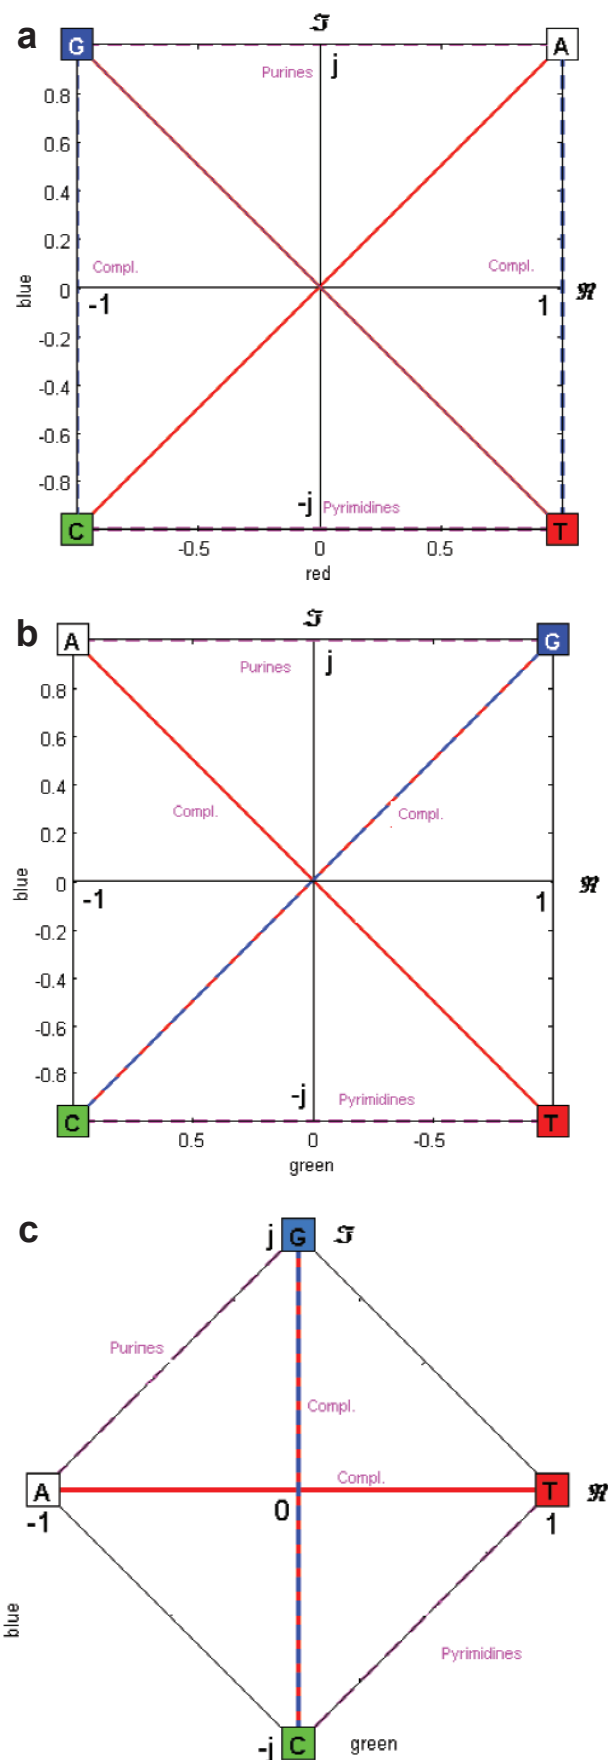 a
ℑ
G
A
j
Purines
0.8
0.6
0.4
0.2
Compl.
Compl.
0
-1
1
ℜ
blue
-0.2
-0.4
-0.6
-0.8
-j
Pyrimidines
C
T
-0.5
0
0.5
red
b
ℑ
A
G
j
Purines
0.8
0.6
0.4
Compl.
Compl.
0.2
0
-1
1
ℜ
blue
-0.2
-0.4
-0.6
-0.8
-j
Pyrimidines
C
T
0.5
0
-0.5
green
c
j
G
ℑ
Purines
Compl.
Compl.
A
T
ℜ
-1
0
1
blue
Pyrimidines
-j
C
green